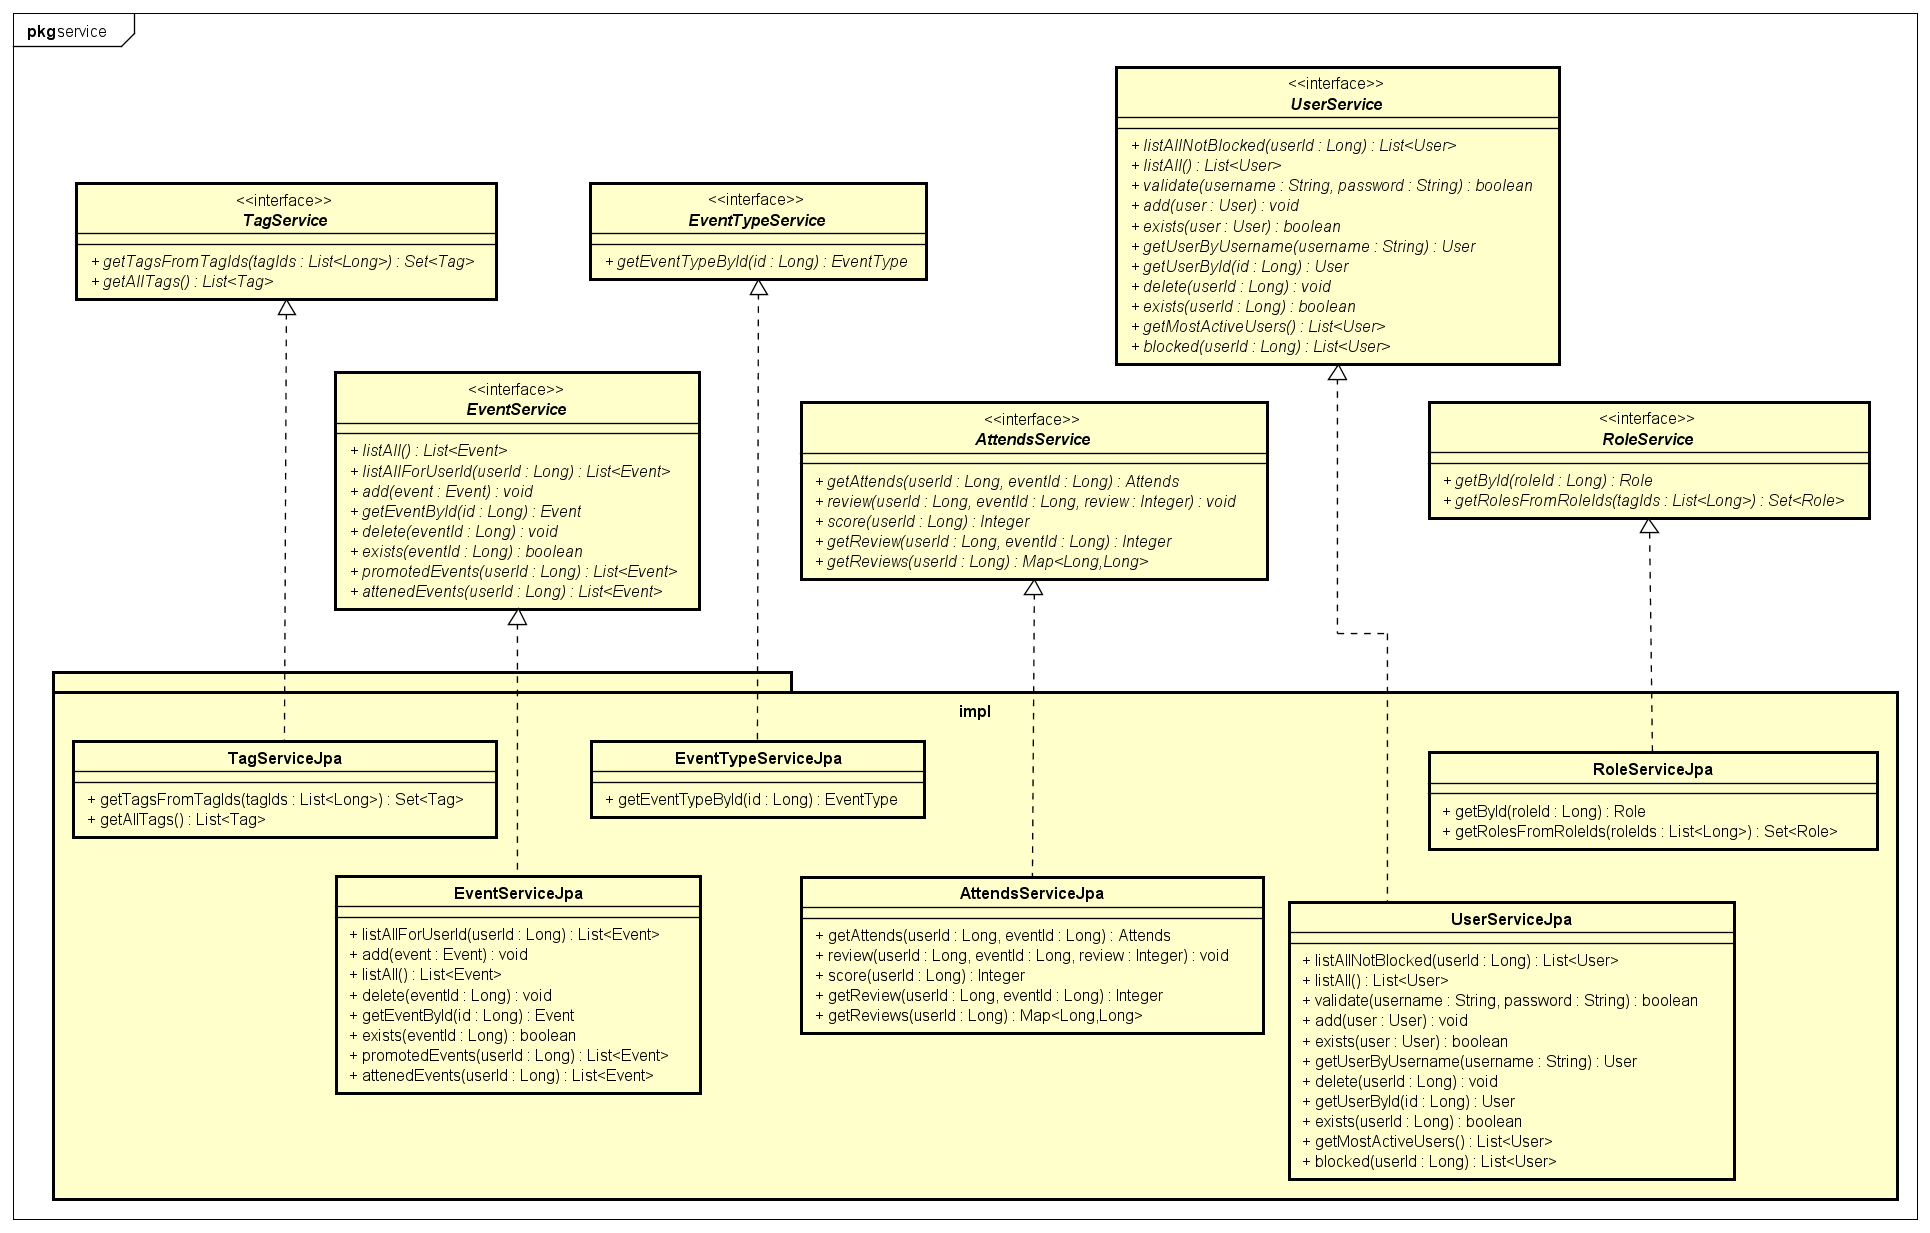 pkg service
<<interface>>
UserService
+ listAllNotBlocked(userId : Long) : List<User>
+ listAll() : List<User>
+ validate(username : String, password : String) : boolean
+ add(user : User) : void
+ exists(user : User) : boolean
+ getUserByUsername(username : String) : User
+ getUserById(id : Long) : User
+ delete(userId : Long) : void
+ exists(userId : Long) : boolean
+ getMostActiveUsers() : List<User>
+ blocked(userId : Long) : List<User>
<<interface>>
TagService
+ getTagsFromTagIds(tagIds : List<Long>) : Set<Tag>
+ getAllTags() : List<Tag>
<<interface>>
EventTypeService
+ getEventTypeById(id : Long) : EventType
<<interface>>
EventService
+ listAll() : List<Event>
+ listAllForUserId(userId : Long) : List<Event>
+ add(event : Event) : void
+ getEventById(id : Long) : Event
+ delete(eventId : Long) : void
+ exists(eventId : Long) : boolean
+ promotedEvents(userId : Long) : List<Event>
+ attenedEvents(userId : Long) : List<Event>
<<interface>>
AttendsService
+ getAttends(userId : Long, eventId : Long) : Attends
+ review(userId : Long, eventId : Long, review : Integer) : void
+ score(userId : Long) : Integer
+ getReview(userId : Long, eventId : Long) : Integer
+ getReviews(userId : Long) : Map<Long,Long>
<<interface>>
RoleService
+ getById(roleId : Long) : Role
+ getRolesFromRoleIds(tagIds : List<Long>) : Set<Role>
impl
TagServiceJpa
+ getTagsFromTagIds(tagIds : List<Long>) : Set<Tag>
+ getAllTags() : List<Tag>
EventTypeServiceJpa
+ getEventTypeById(id : Long) : EventType
RoleServiceJpa
+ getById(roleId : Long) : Role
+ getRolesFromRoleIds(roleIds : List<Long>) : Set<Role>
EventServiceJpa
+ listAllForUserId(userId : Long) : List<Event>
+ add(event : Event) : void
+ listAll() : List<Event>
+ delete(eventId : Long) : void
+ getEventById(id : Long) : Event
+ exists(eventId : Long) : boolean
+ promotedEvents(userId : Long) : List<Event>
+ attenedEvents(userId : Long) : List<Event>
AttendsServiceJpa
+ getAttends(userId : Long, eventId : Long) : Attends
+ review(userId : Long, eventId : Long, review : Integer) : void
+ score(userId : Long) : Integer
+ getReview(userId : Long, eventId : Long) : Integer
+ getReviews(userId : Long) : Map<Long,Long>
UserServiceJpa
+ listAllNotBlocked(userId : Long) : List<User>
+ listAll() : List<User>
+ validate(username : String, password : String) : boolean
+ add(user : User) : void
+ exists(user : User) : boolean
+ getUserByUsername(username : String) : User
+ delete(userId : Long) : void
+ getUserById(id : Long) : User
+ exists(userId : Long) : boolean
+ getMostActiveUsers() : List<User>
+ blocked(userId : Long) : List<User>